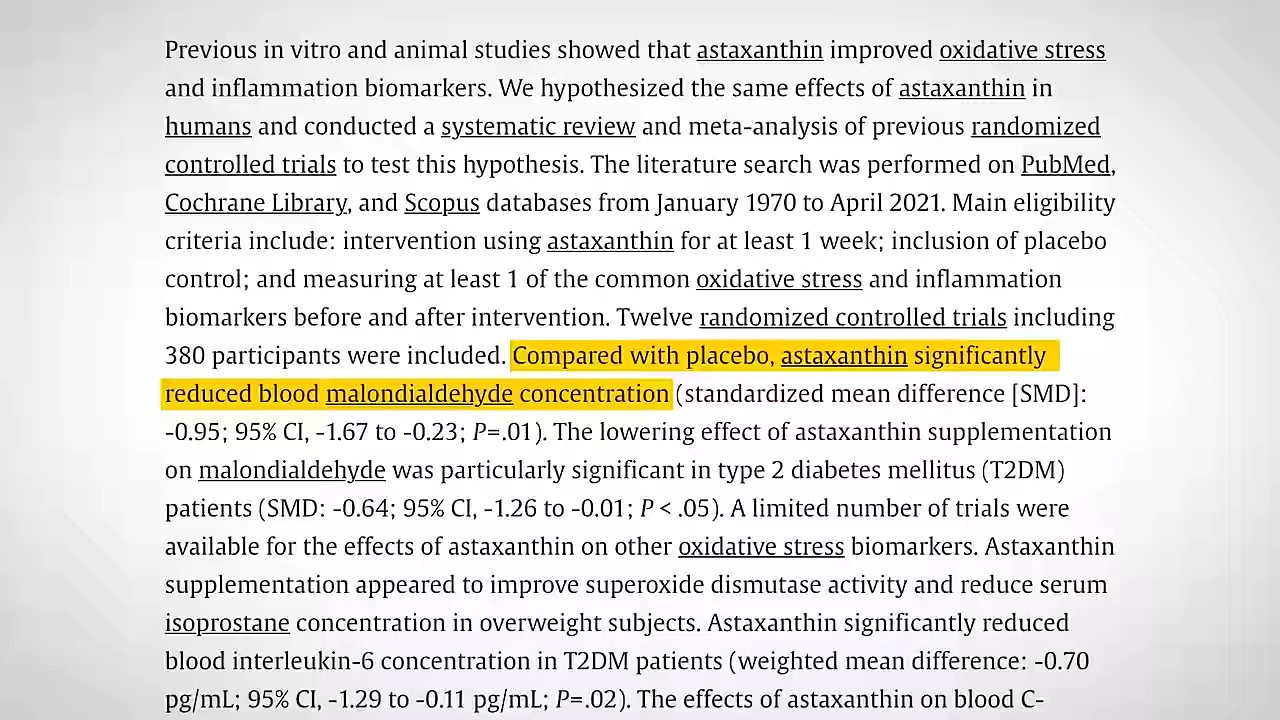 Previous in vitro and animal studies showed that astaxanthin improved oxidative stress
and inflammation biomarkers. We hypothesized the same effects of astaxanthin in
humans and conducted a systematic review and meta-analysis of previous randomized
controlled trials to test this hypothesis. The literature search was performed on PubMed,
Cochrane Library, and Scopus databases from January 1970 to April 2021. Main eligibility
criteria include: intervention using astaxanthin for at least 1 week; inclusion of placebo
control; and measuring at least 1 of the common oxidative stress and inflammation
biomarkers before and after intervention. Twelve randomized controlled trials including
380 participants were included. Compared with placebo, astaxanthin significantly
reduced blood malondialdehyde concentration (standardized mean difference [SMD]:
-0.95; 95% CI, -1.67 to -0.23; P=.01). The lowering effect of astaxanthin supplementation
on malondialdehyde was particularly significant in type 2 diabetes mellitus (T2DM)
patients (SMD: -0.64; 95% CI, -1.26 to -0.01; P < .05). A limited number of trials were
available for the effects of astaxanthin on other oxidative stress biomarkers. Astaxanthin
supplementation appeared to improve superoxide dismutase activity and reduce serum
isoprostane concentration in overweight subjects. Astaxanthin significantly reduced
blood interleukin-6 concentration in T2DM patients (weighted mean difference: -0.70
pg/mL; 95% CI, -1.29 to -0.11 pg/mL; P=.02). The effects of astaxanthin on blood C-